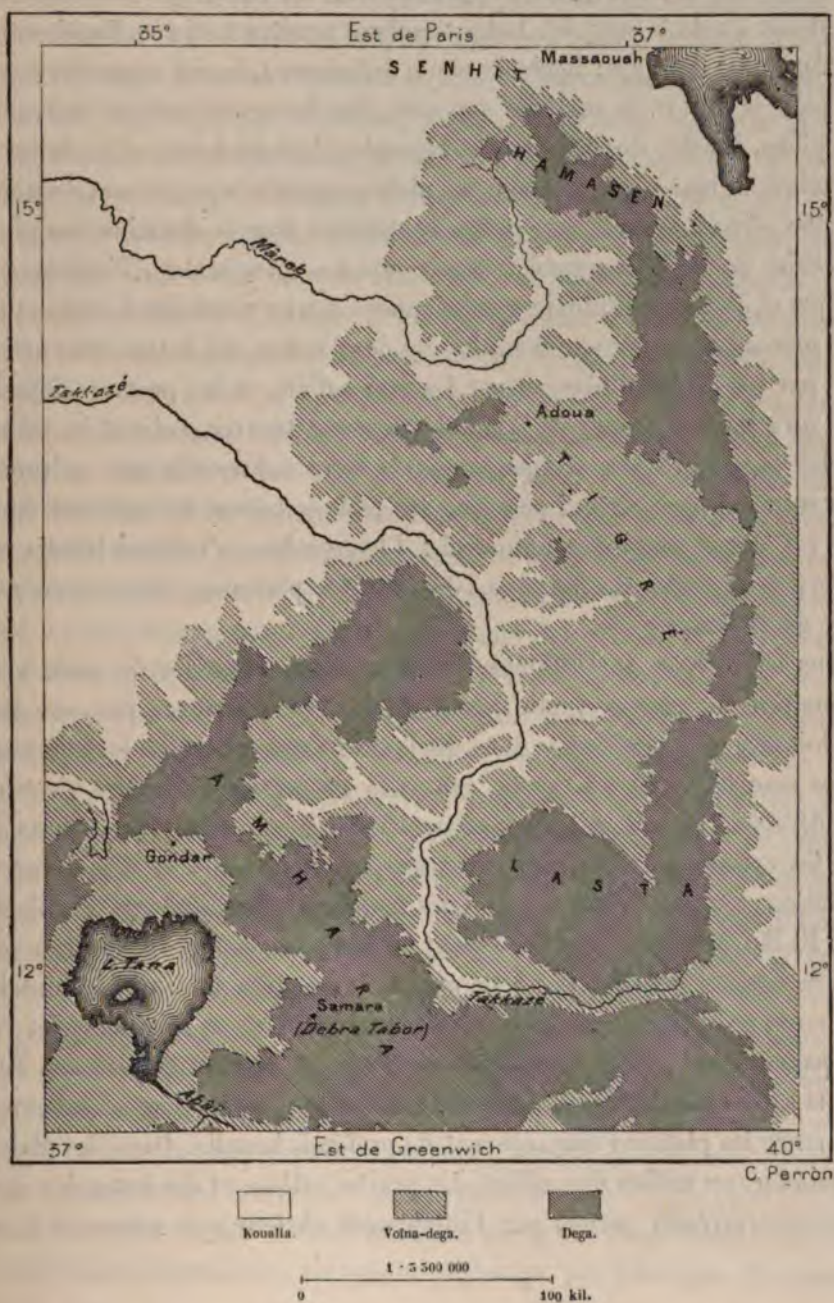 35° Est de Paris 37°
Massaouah
SENHIT
HAMASEN
15° 15°
Màreb
Takkazé
Adoua
TIGRÉ
AMHARA
Gondar
LASTA
12° 12°
L. Tana
Takkazé
Samara
(Debra Tabor)
37° Est de Greenwich 40°
C. Perron
Koualla. Voïna-dega. Dega.
1 : 3 500 000
0 100 kil.